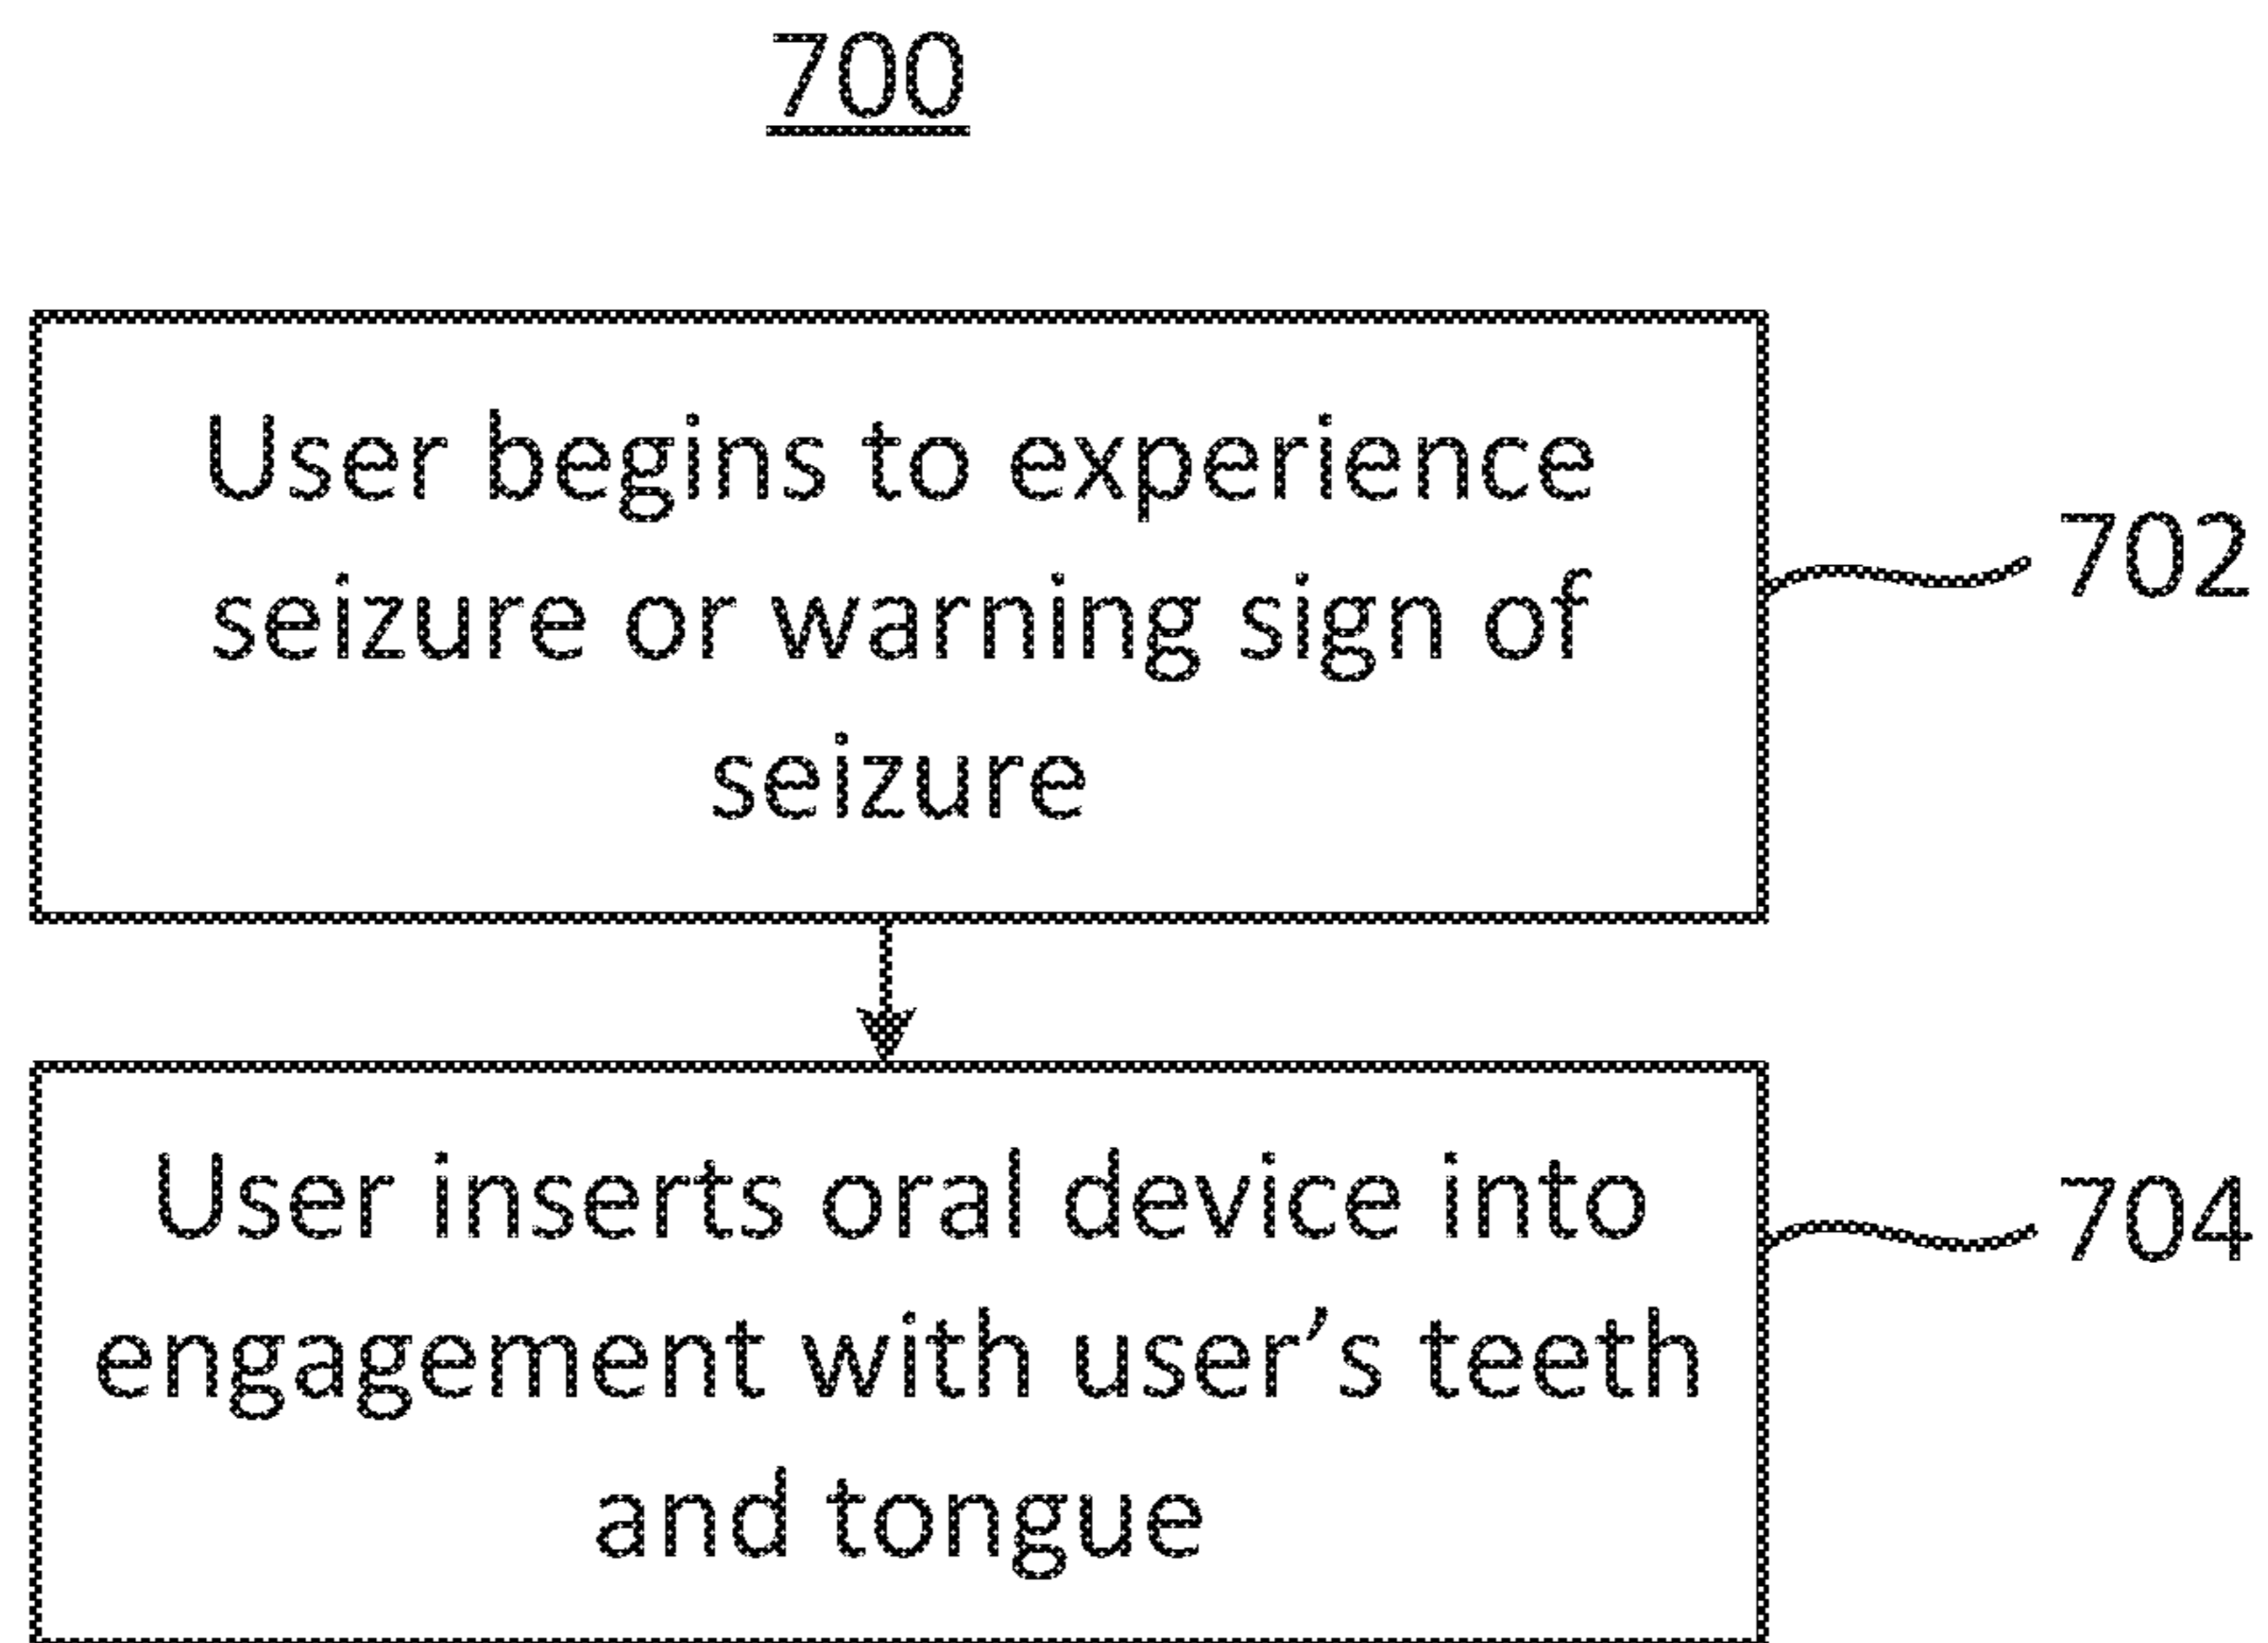 700
User begins to experience
seizure or warning sign of
seizure
702
User inserts oral device into
engagement with user’s teeth
and tongue
704